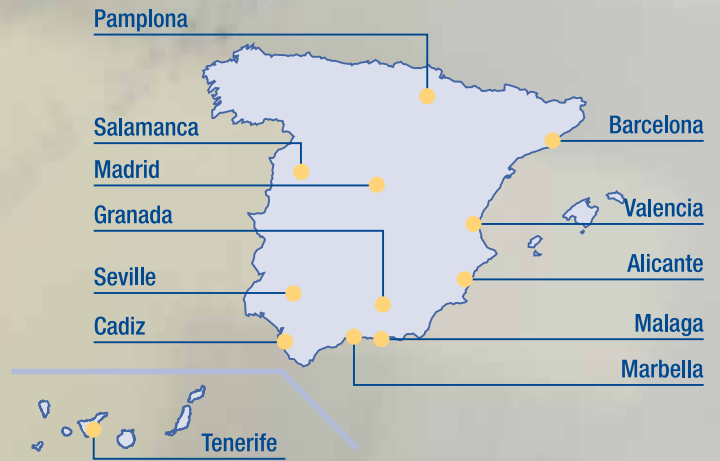 Pamplona
Salamanca
Madrid
Granada
Seville
Cadiz
Barcelona
Valencia
Alicante
Malaga
Marbella
Tenerife